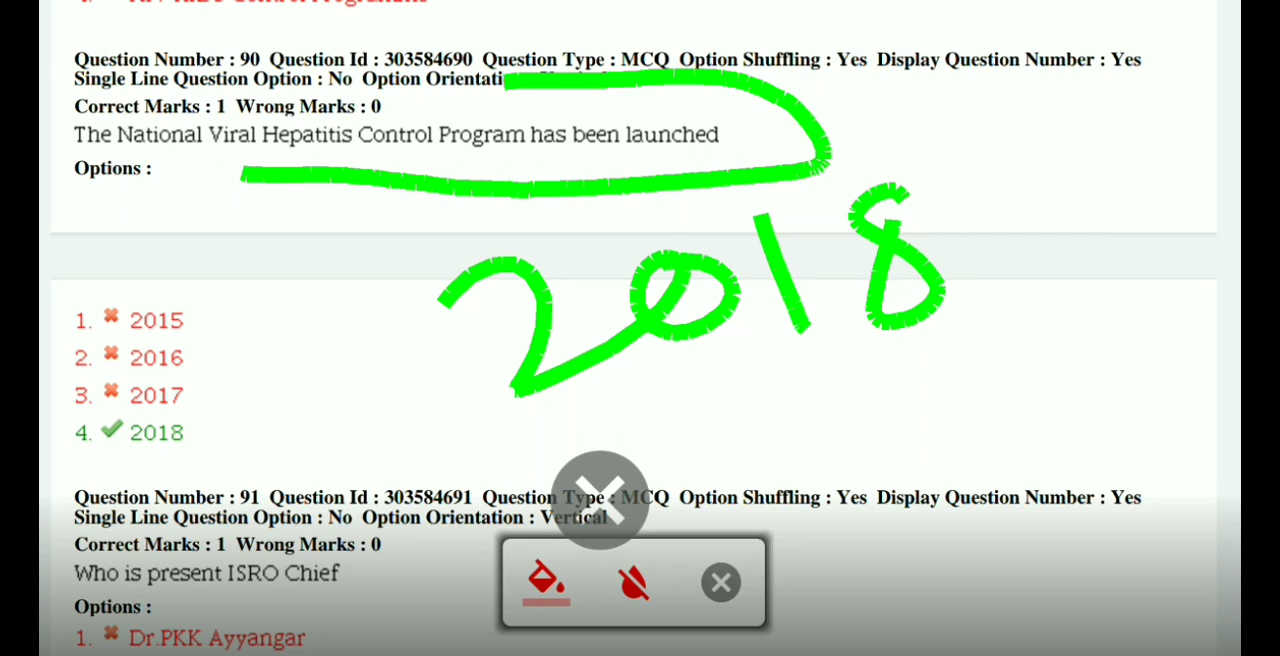 Question Number : 90 Question Id : 303584690 Question Type : MCQ Option Shuffling : Yes Display Question Number : Yes
Single Line Question Option : No Option Orientati
Correct Marks : 1 Wrong Marks : 0
The National Viral Hepatitis Control Program has been launched
Options :
2018
1. 2015
2. 2016
3. 2017
4. 2018
Question Number : 91 Question Id : 303584691 Question Type : MCQ Option Shuffling : Yes Display Question Number : Yes
Single Line Question Option : No Option Orientation : Vertical
Correct Marks : 1 Wrong Marks : 0
Who is present ISRO Chief
Options :
1. Dr.PKK Ayyangar